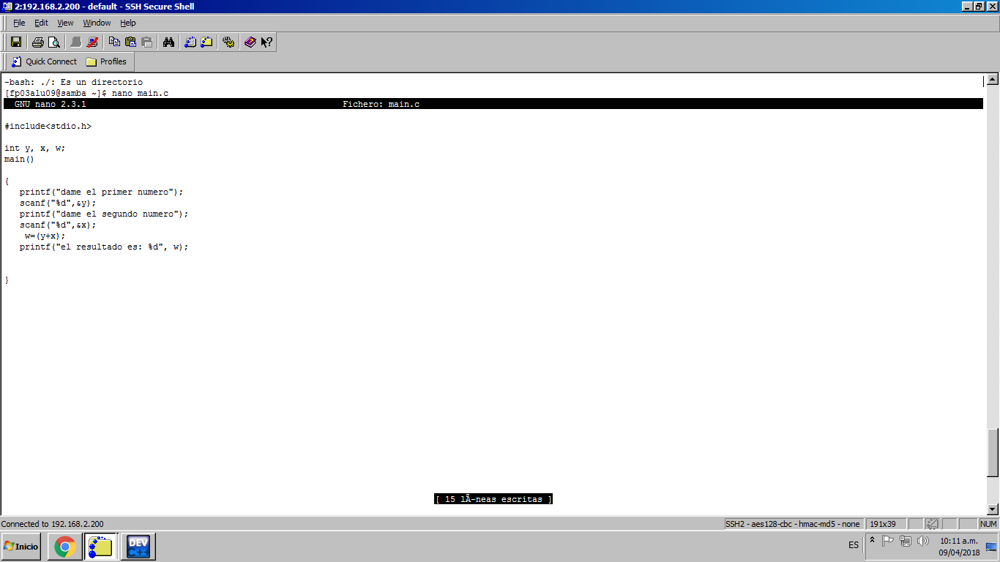 2:192.168.2.200 - default - SSH Secure Shell
File Edit View Window Help
Quick Connect Profiles
-bash: ./: Es un directorio
[fp03alu09@samba ~]$ nano main.c
GNU nano 2.3.1 Fichero: main.c
#include<stdio.h>
int y, x, w;
main()
{
printf("dame el primer numero");
scanf("%d",&y);
printf("dame el segundo numero");
scanf("%d",&x);
w=(y+x);
printf("el resultado es: %d", w);
}
[ 15 lÃ-neas escritas ]
Connected to 192.168.2.200 SSH2 - aes128-cbc - hmac-md5 - none 191x39 NUM
Inicio DEV C++ ES 10:11 a.m.
09/04/2018